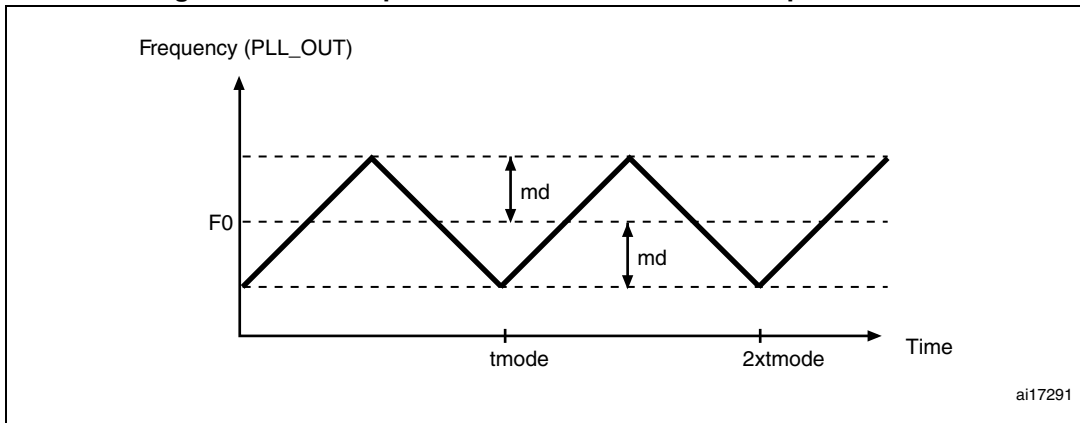 Frequency (PLL_OUT)
md
F0
md
tmode
2xtmode
Time
ai17291